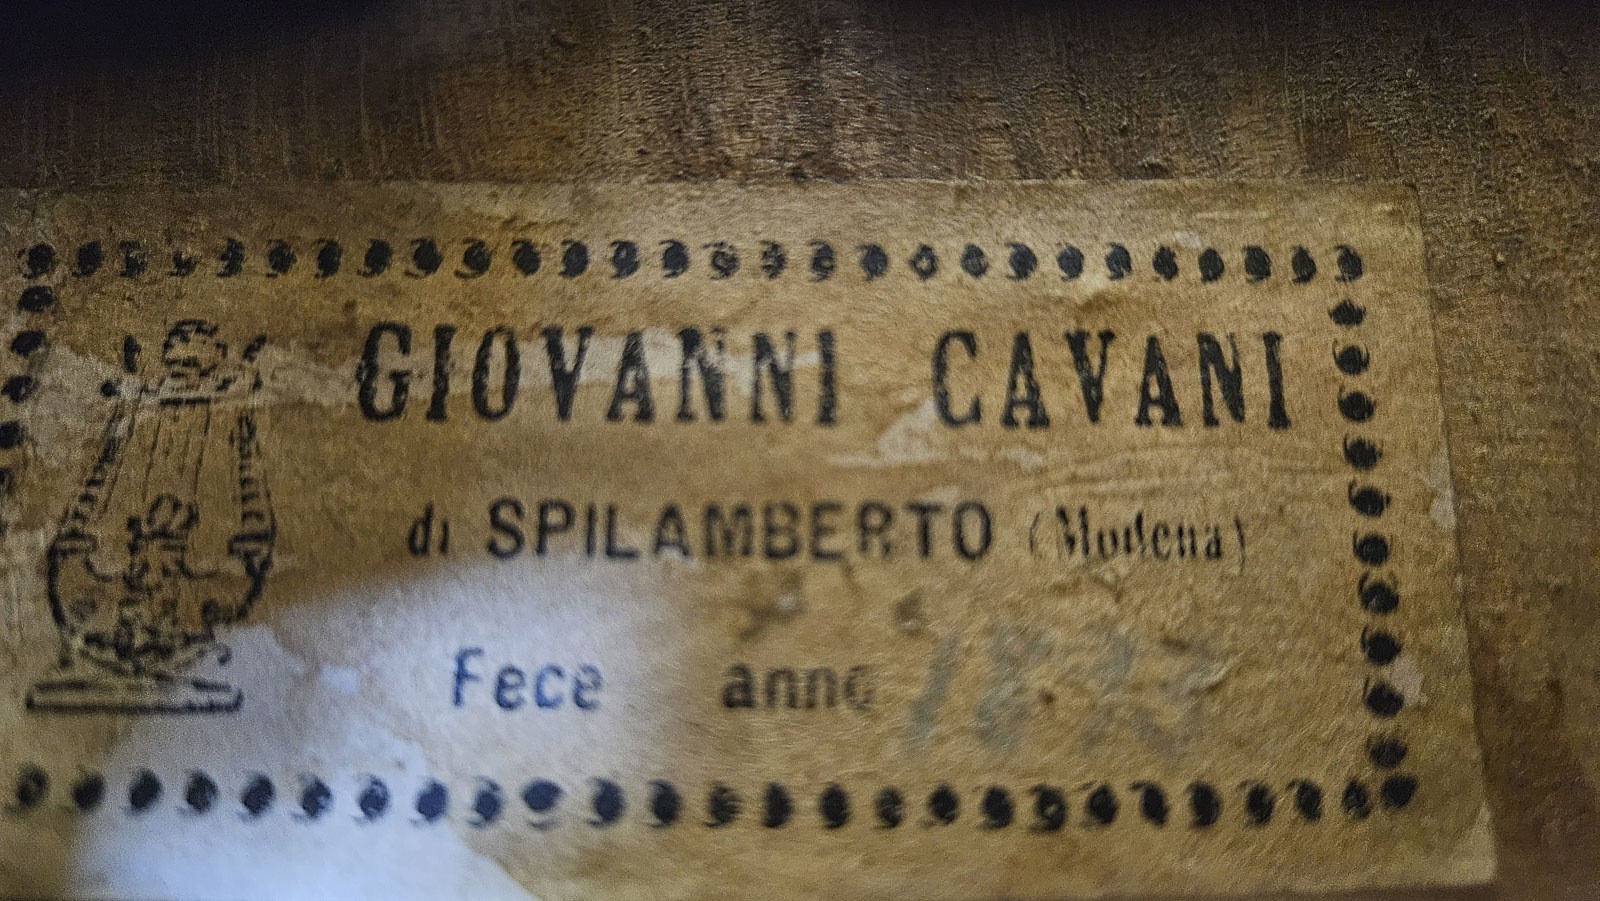 GIOVANNI CAVANI
di SPILAMBERTO (Modena)
Fece anno